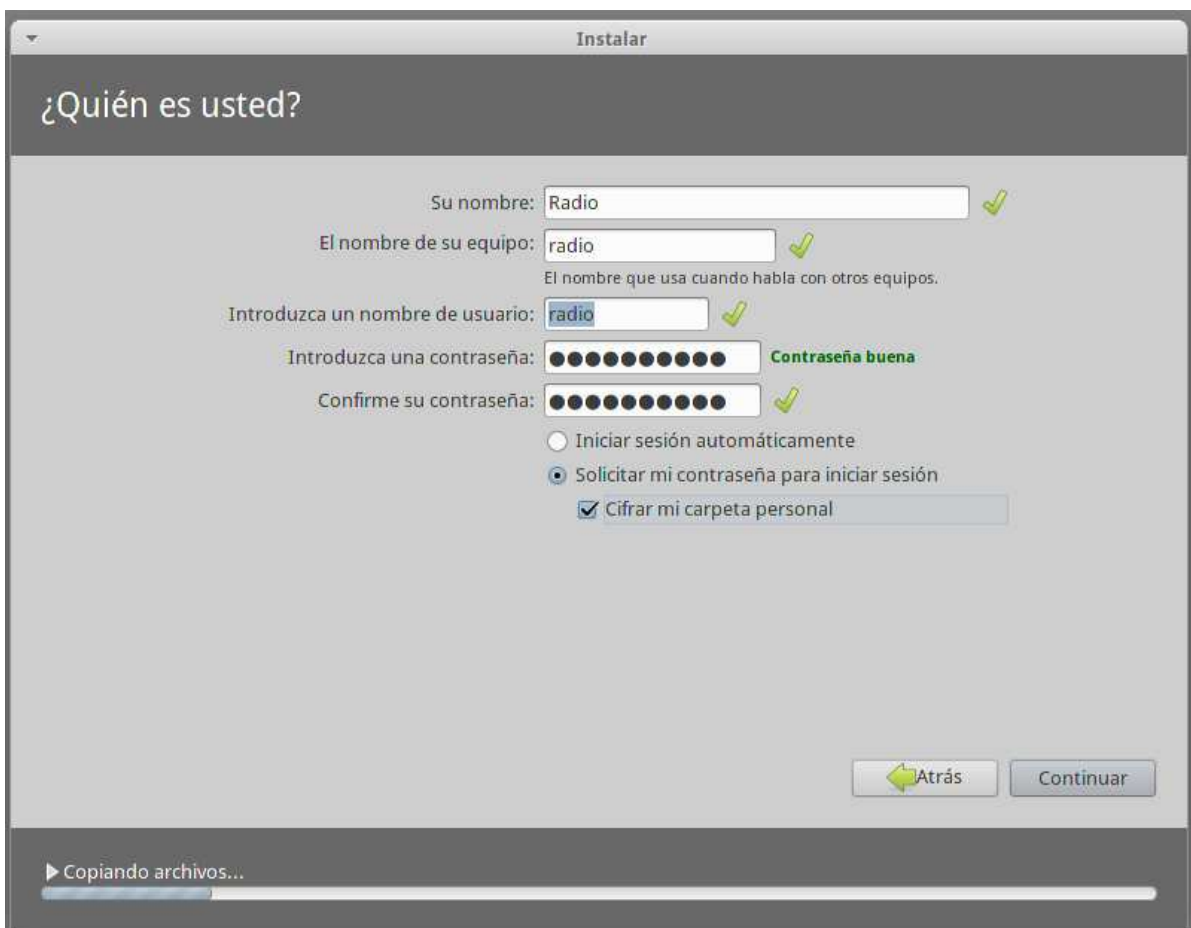 Instalar
¿Quién es usted?
Su nombre: Radio
El nombre de su equipo: radio
El nombre que usa cuando habla con otros equipos.
Introduzca un nombre de usuario: radio
Introduzca una contraseña: ●●●●●●●●●● Contraseña buena
Confirme su contraseña: ●●●●●●●●●●
Iniciar sesión automáticamente
Solicitar mi contraseña para iniciar sesión
Cifrar mi carpeta personal
Atrás Continuar
Copiando archivos...